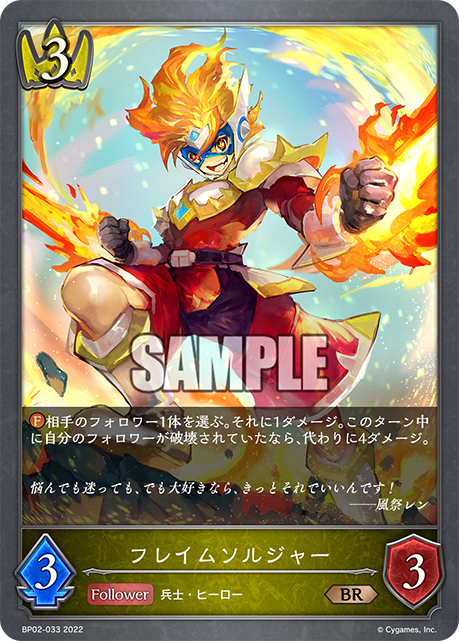 3
SAMPLE
F 相手のフォロワー1体を選ぶ。それに1ダメージ。このターン中
に自分のフォロワーが破壊されていたなら、代わりに4ダメージ。
悩んでも迷っても、でも大好きなら、きっとそれでいいんです!
――風祭レン
フレイムソルジャー
3
Follower 兵士・ヒーロー BR
3
BP02-033 2022 © Cygames, Inc.